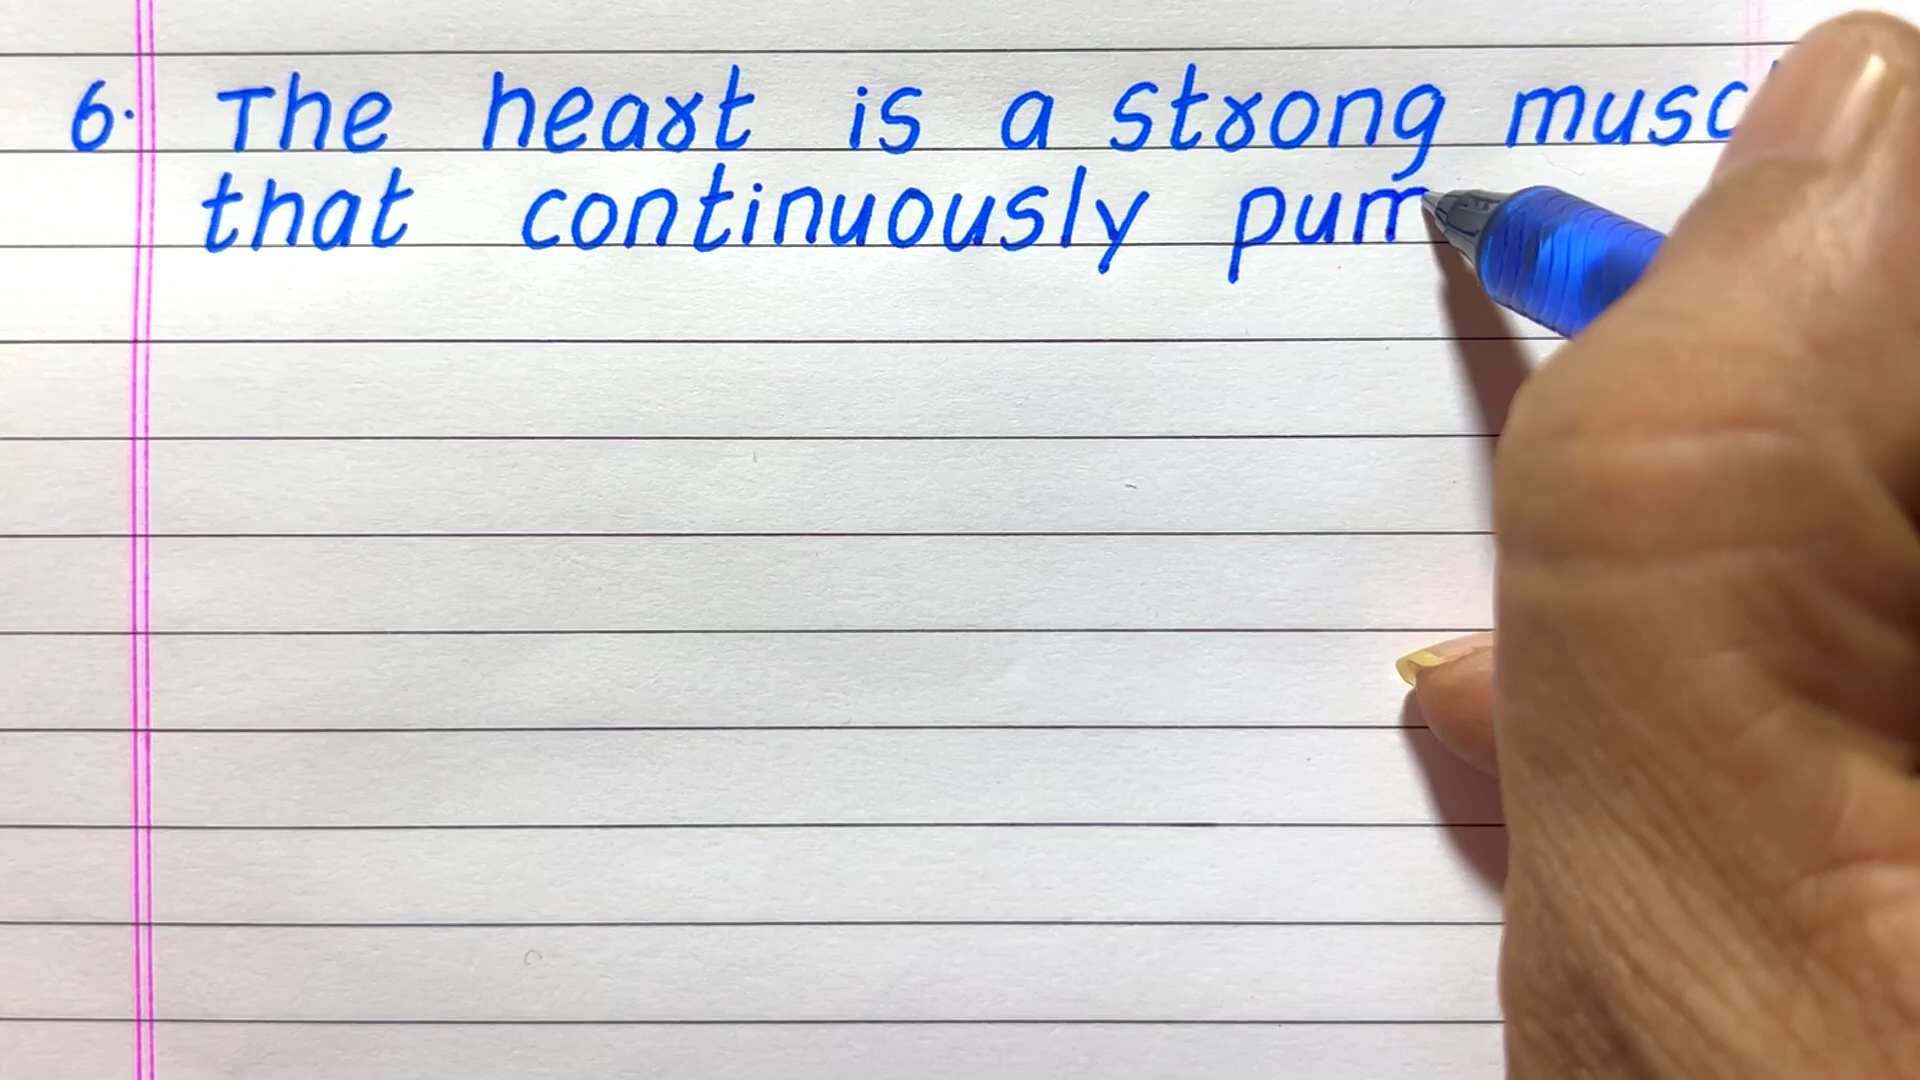 6. The heart is a strong musc
that continuously pum